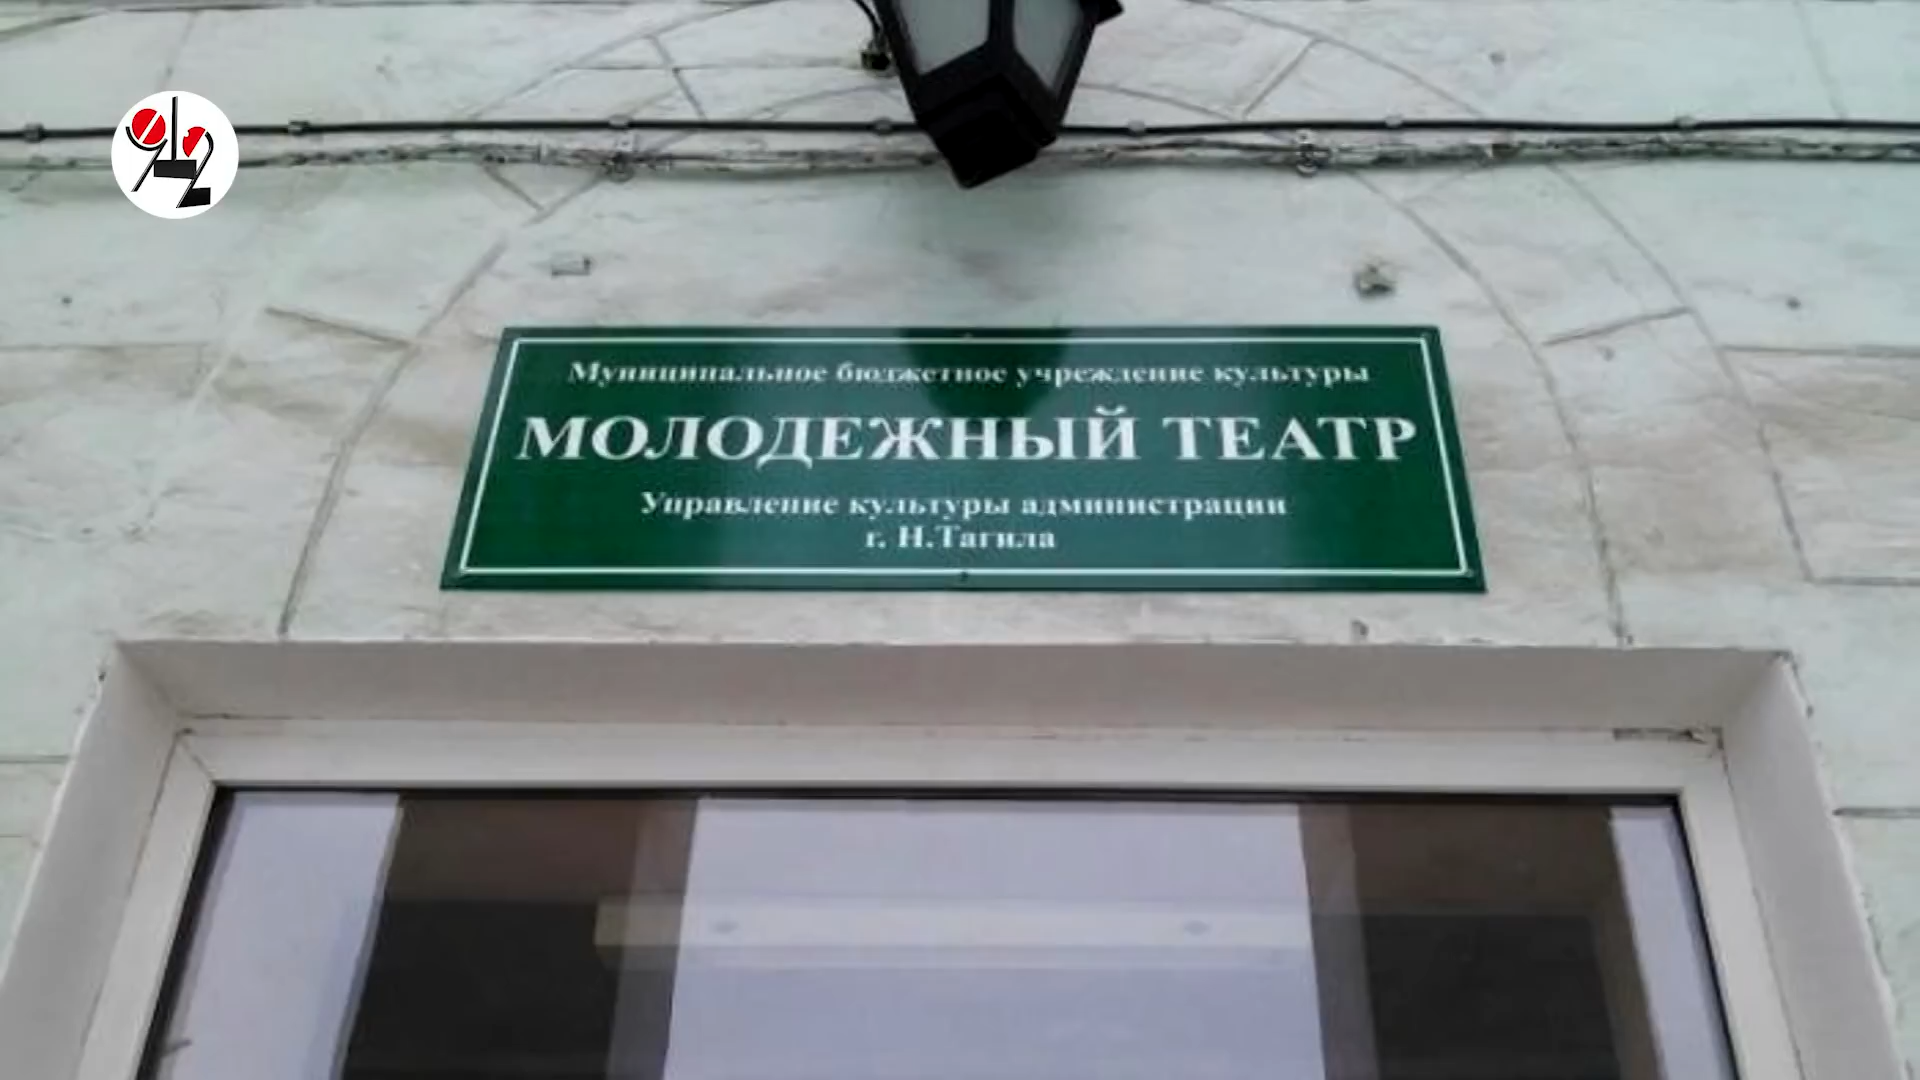 Муниципальное бюджетное учреждение культуры
МОЛОДЕЖНЫЙ ТЕАТР
Управление культуры администрации
г. Н.Тагила